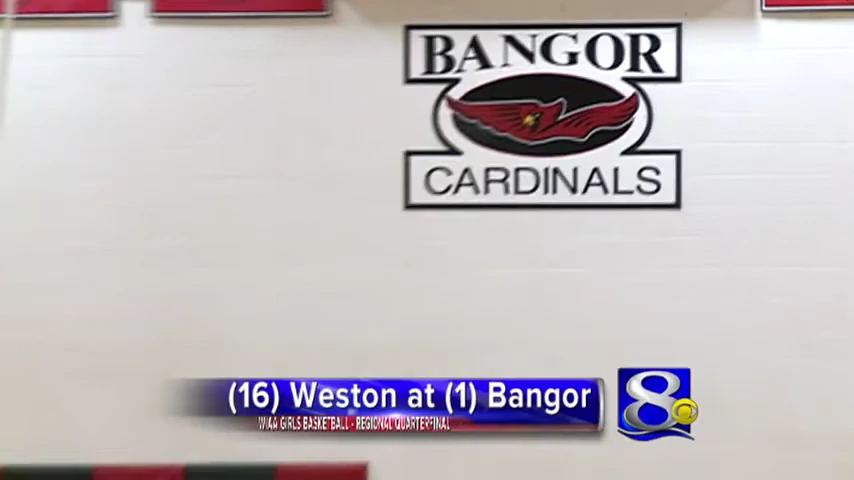 BANGOR
CARDINALS
(16) Weston at (1) Bangor
WIAA GIRLS BASKETBALL - REGIONAL QUARTERFINAL
8